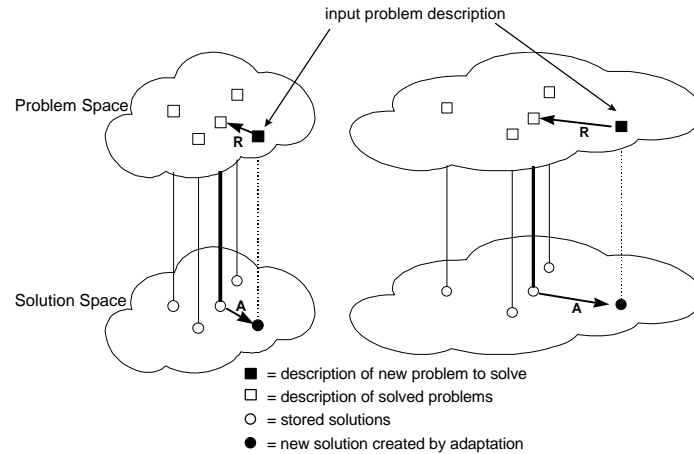 input problem description
Problem Space
R
R
Solution Space
A
A
= description of new problem to solve
= description of solved problems
= stored solutions
= new solution created by adaptation